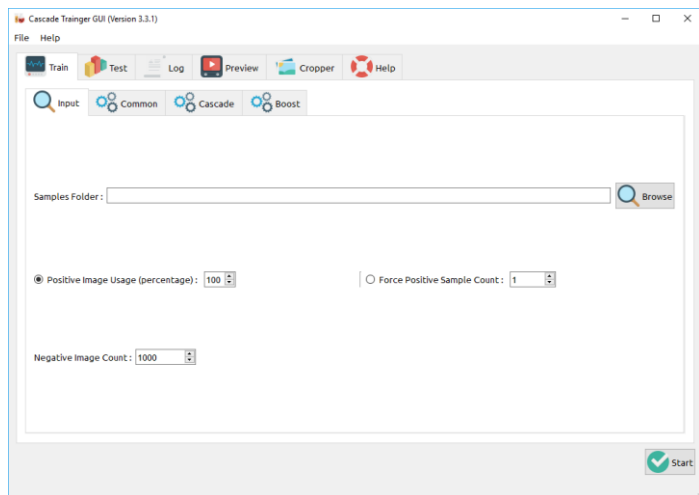 Cascade Trainger GUI (Version 3.3.1)
File Help
Train Test Log Preview Cropper Help
Input Common Cascade Boost
Samples Folder : Browse
Positive Image Usage (percentage) : 100 Force Positive Sample Count : 1
Negative Image Count : 1000
Start